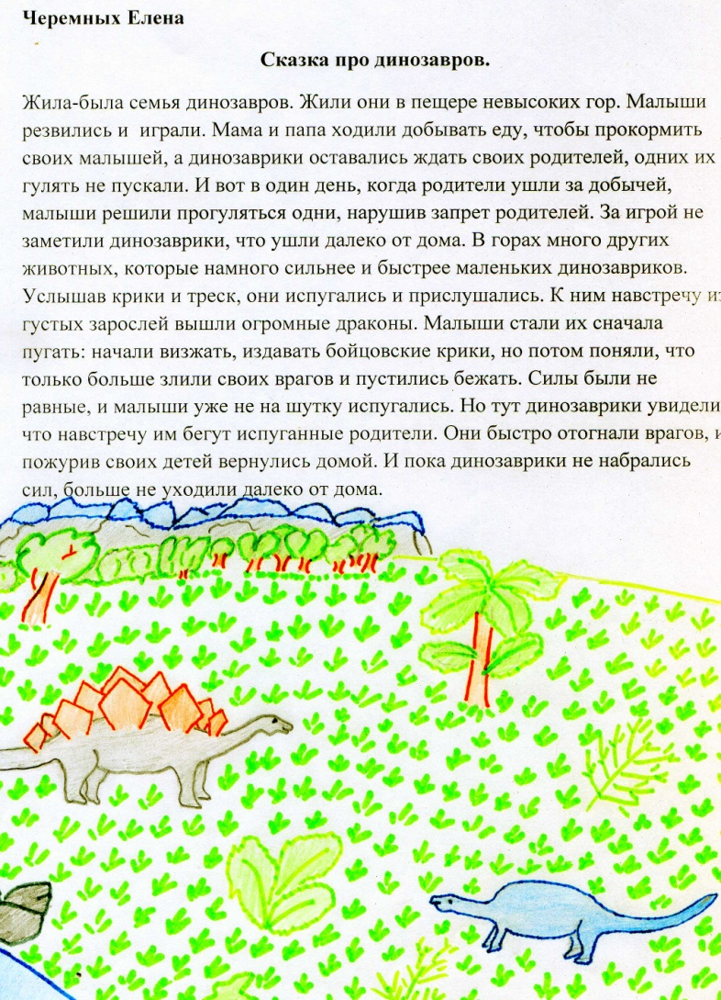 Черемных Елена
Сказка про динозавров.
Жила-была семья динозавров. Жили они в пещере невысоких гор. Малыши
резвились и играли. Мама и папа ходили добывать еду, чтобы прокормить
своих малышей, а динозаврики оставались ждать своих родителей, одних их
гулять не пускали. И вот в один день, когда родители ушли за добычей,
малыши решили прогуляться одни, нарушив запрет родителей. За игрой не
заметили динозаврики, что ушли далеко от дома. В горах много других
животных, которые намного сильнее и быстрее маленьких динозавриков.
Услышав крики и треск, они испугались и прислушались. К ним навстречу из
густых зарослей вышли огромные драконы. Малыши стали их сначала
пугать: начали визжать, издавать бойцовские крики, но потом поняли, что
только больше злили своих врагов и пустились бежать. Силы были не
равные, и малыши уже не на шутку испугались. Но тут динозаврики увидели
что навстречу им бегут испуганные родители. Они быстро отогнали врагов, и
пожурив своих детей вернулись домой. И пока динозаврики не набрались
сил, больше не уходили далеко от дома.